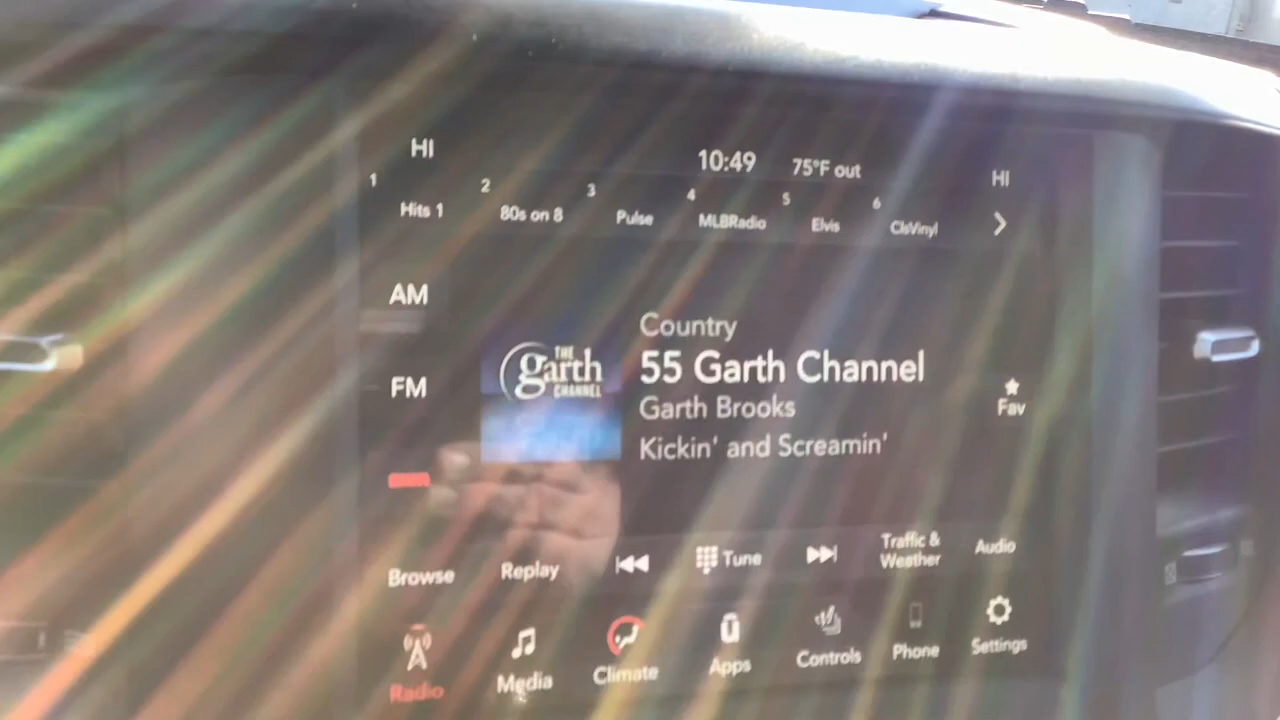 HI
10:49 75°F out
HI
1 2 3 4 5 6
Hits 1 80s on 8 Pulse MLBRadio Elvis ClsVinyl
AM
FM
THE
garth
CHANNEL
Country
55 Garth Channel
Garth Brooks
Kickin' and Screamin'
Fav
Browse Replay Tune Traffic & Weather Audio
Radio Media Climate Apps Controls Phone Settings